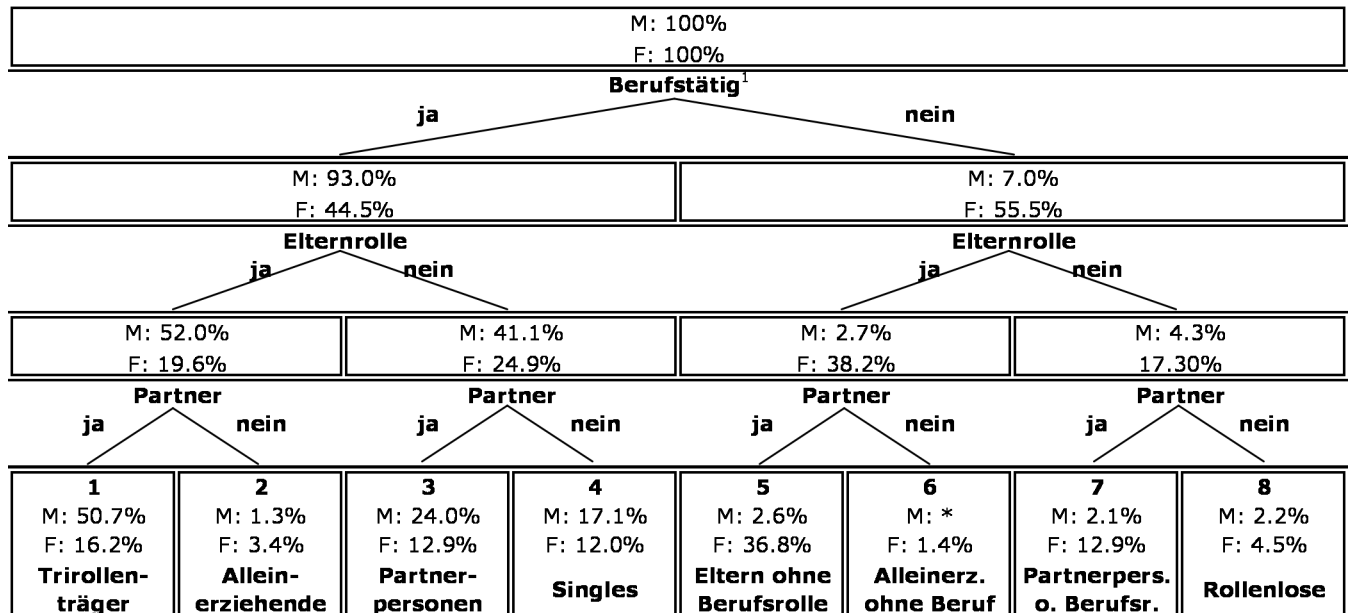 M: 100%
F: 100%
Berufstätig¹
ja nein
M: 93.0% M: 7.0%
F: 44.5% F: 55.5%
Elternrolle Elternrolle
ja nein ja nein
M: 52.0% M: 41.1% M: 2.7% M: 4.3%
F: 19.6% F: 24.9% F: 38.2% 17.30%
Partner Partner Partner Partner
ja nein ja nein ja nein ja nein
1 2 3 4 5 6 7 8
M: 50.7% M: 1.3% M: 24.0% M: 17.1% M: 2.6% M: * M: 2.1% M: 2.2%
F: 16.2% F: 3.4% F: 12.9% F: 12.0% F: 36.8% F: 1.4% F: 12.9% F: 4.5%
Trirollen- Allein- Partner- Singles Eltern ohne Alleinerz. Partnerpers. Rollenlose
träger erziehende personen Berufsrolle ohne Beruf o. Berufsr.